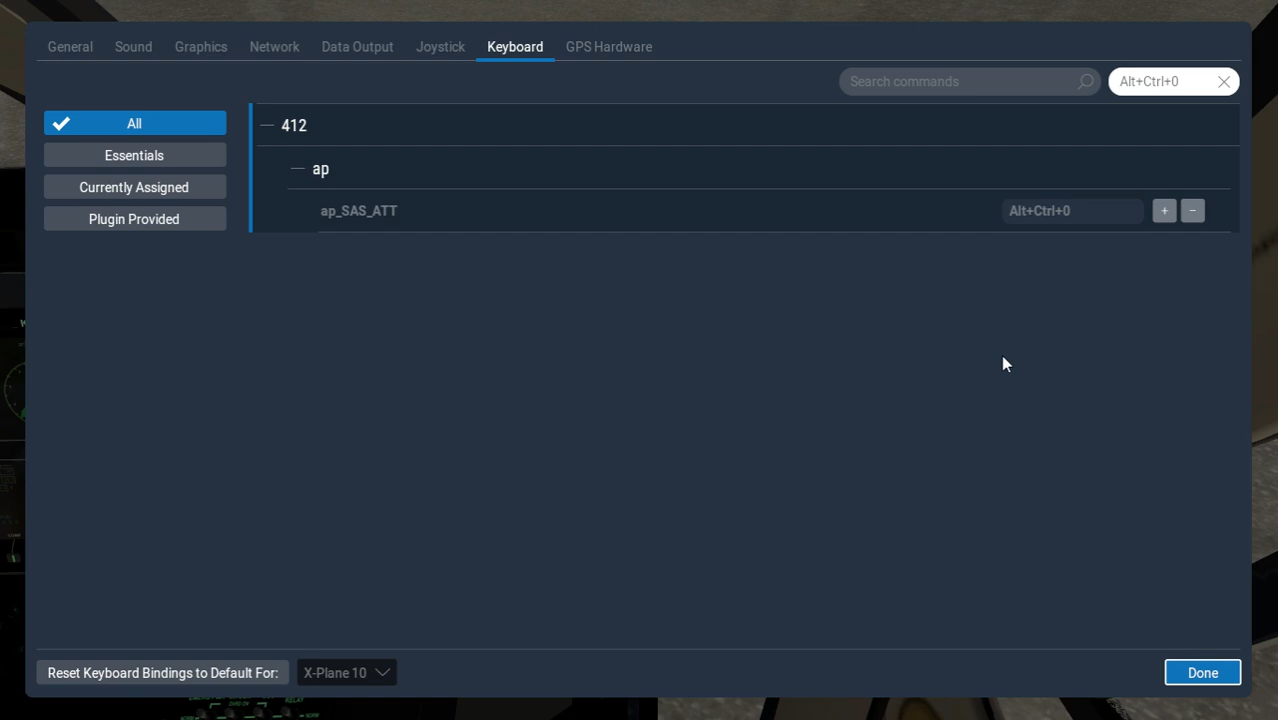 General Sound Graphics Network Data Output Joystick Keyboard GPS Hardware
Search commands
Alt+Ctrl+0
All
Essentials
Currently Assigned
Plugin Provided
412
ap
ap_SAS_ATT Alt+Ctrl+0 + −
Reset Keyboard Bindings to Default For: X-Plane 10
Done